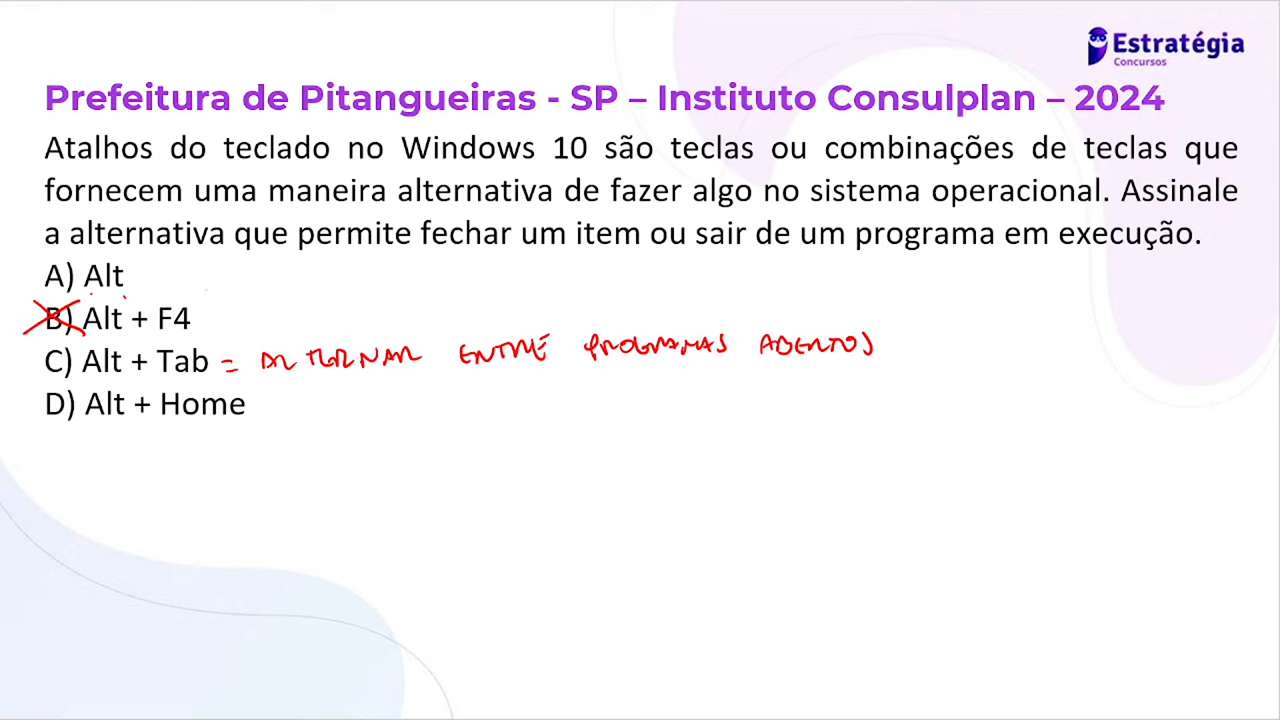 Estratégia
Concursos
Prefeitura de Pitangueiras - SP – Instituto Consulplan – 2024
Atalhos do teclado no Windows 10 são teclas ou combinações de teclas que
fornecem uma maneira alternativa de fazer algo no sistema operacional. Assinale
a alternativa que permite fechar um item ou sair de um programa em execução.
A) Alt
B) Alt + F4
C) Alt + Tab = ALTERNAR ENTRE PROGRAMAS ABERTOS
D) Alt + Home